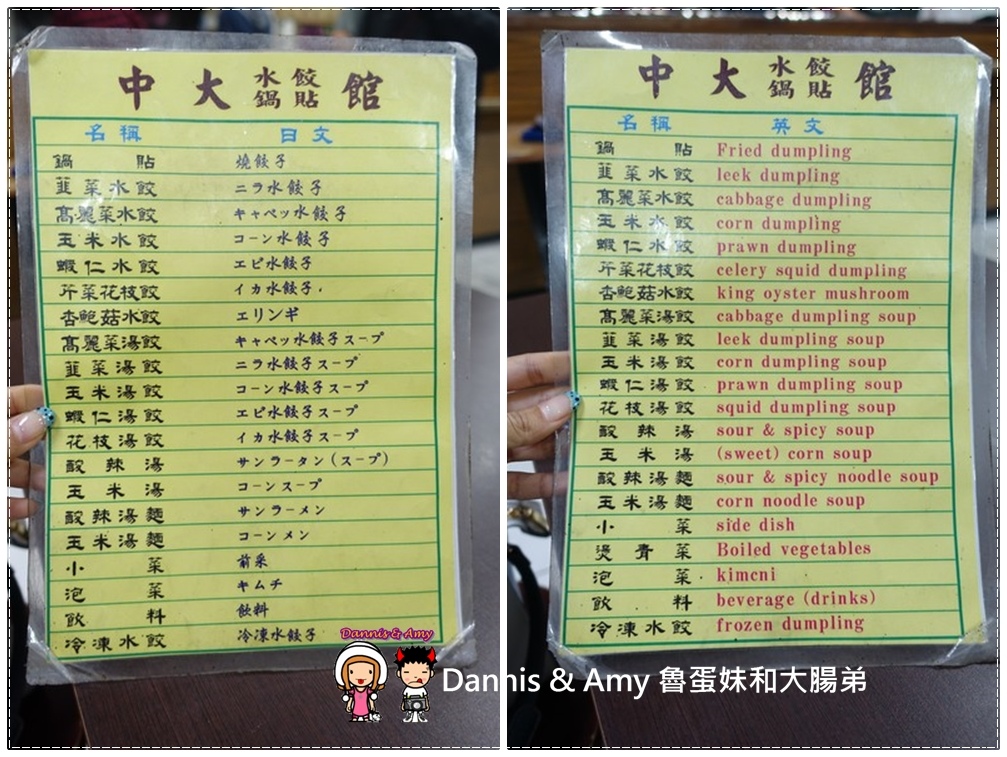 中大水餃鍋貼館
名稱 日文
鍋貼 燒餃子
韮菜水餃 ニラ水餃子
高麗菜水餃 キャペッ水餃子
玉米水餃 コーン水餃子
蝦仁水餃 エビ水餃子
芹菜花枝餃 イカ水餃子
杏鮑菇水餃 エリンギ
高麗菜湯餃 キャペッ水餃子スープ
韮菜湯餃 ニラ水餃子スープ
玉米湯餃 コーン水餃子スープ
蝦仁湯餃 エビ水餃子スープ
花枝湯餃 イカ水餃子スープ
酸辣湯 サンラータン(スープ)
玉米湯 コーンスープ
酸辣湯麵 サンラーメン
玉米湯麵 コーンメン
小菜 前采
泡菜 キムチ
飲料 飲料
冷凍水餃 冷凍水餃子
中大水餃鍋貼館
名稱 英文
鍋貼 Fried dumpling
韮菜水餃 leek dumpling
高麗菜水餃 cabbage dumpling
玉米水餃 corn dumpling
蝦仁水餃 prawn dumpling
芹菜花枝餃 celery squid dumpling
杏鮑菇水餃 king oyster mushroom
高麗菜湯餃 cabbage dumpling soup
韮菜湯餃 leek dumpling soup
玉米湯餃 corn dumpling soup
蝦仁湯餃 prawn dumpling soup
花枝湯餃 squid dumpling soup
酸辣湯 sour & spicy soup
玉米湯 (sweet) corn soup
酸辣湯麵 sour & spicy noodle soup
玉米湯麵 corn noodle soup
小菜 side dish
燙青菜 Boiled vegetables
泡菜 kimcni
飲料 beverage (drinks)
冷凍水餃 frozen dumpling
Dannis & Amy
Dannis & Amy 魯蛋妹和大腸弟